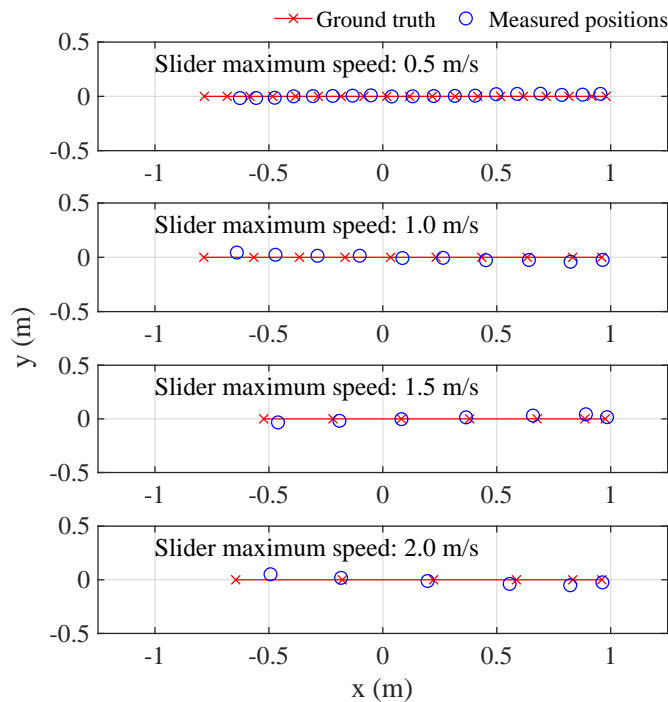 Ground truth Measured positions
0.5
Slider maximum speed: 0.5 m/s
0
-0.5
-1 -0.5 0 0.5 1
0.5
Slider maximum speed: 1.0 m/s
0
-0.5
-1 -0.5 0 0.5 1
y (m)
0.5
Slider maximum speed: 1.5 m/s
0
-0.5
-1 -0.5 0 0.5 1
0.5
Slider maximum speed: 2.0 m/s
0
-0.5
-1 -0.5 0 0.5 1
x (m)